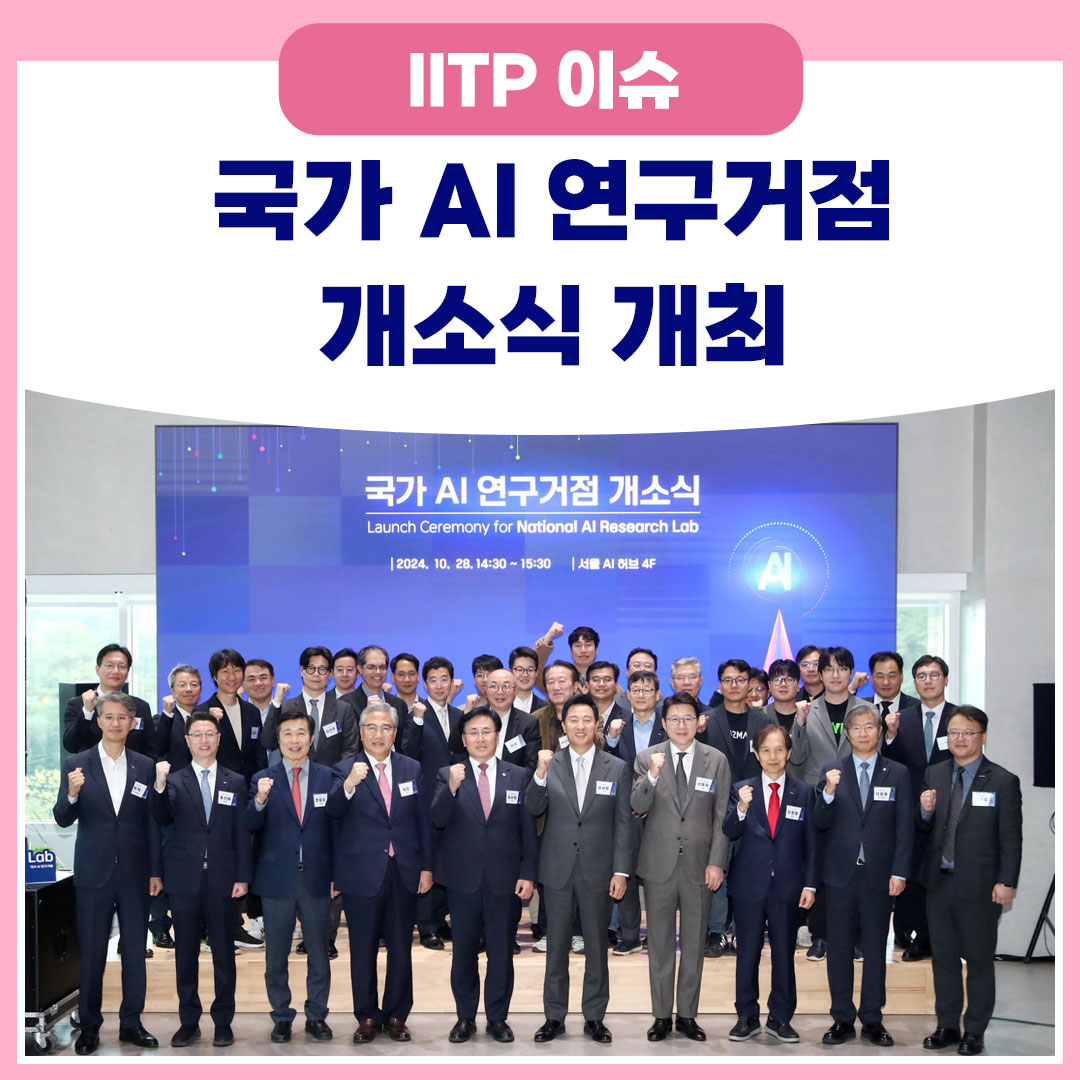 IITP 이슈
국가 AI 연구거점
개소식 개최
국가 AI 연구거점 개소식
Launch Ceremony for National AI Research Lab
| 2024. 10. 28. 14:30 ~ 15:30 | 서울 AI 허브 4F
AI
Lab